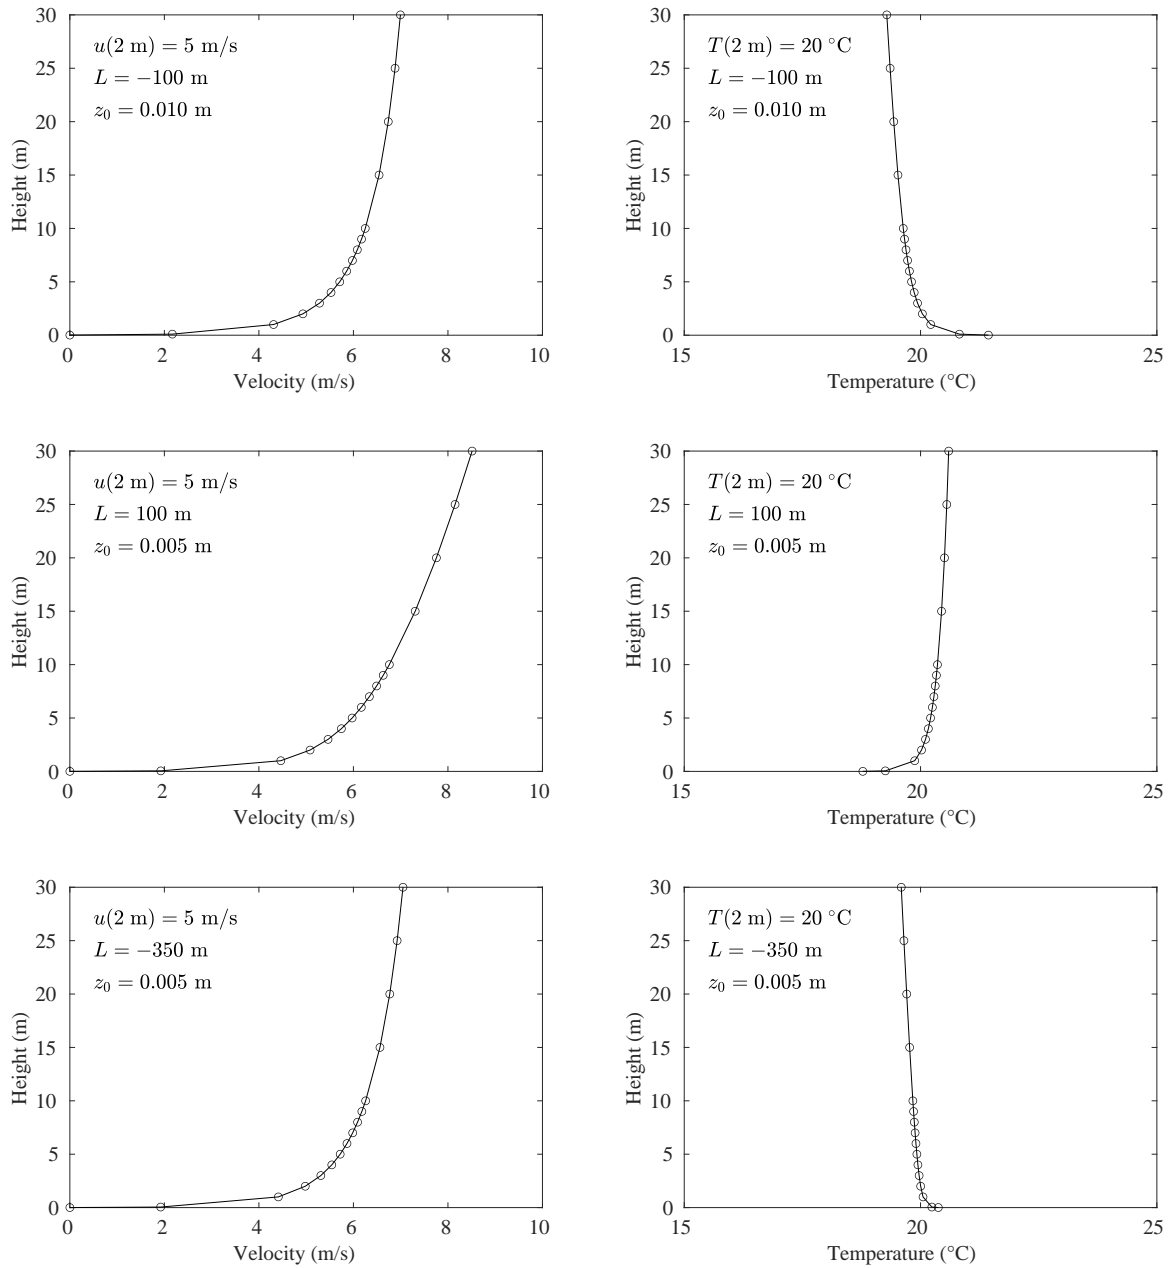 30
25
20
15
10
5
0
Height (m)
u(2 m) = 5 m/s
L = −100 m
z₀ = 0.010 m
0 2 4 6 8 10
Velocity (m/s)
30
25
20
15
10
5
0
Height (m)
T(2 m) = 20 °C
L = −100 m
z₀ = 0.010 m
15 20 25
Temperature (°C)
30
25
20
15
10
5
0
Height (m)
u(2 m) = 5 m/s
L = 100 m
z₀ = 0.005 m
0 2 4 6 8 10
Velocity (m/s)
30
25
20
15
10
5
0
Height (m)
T(2 m) = 20 °C
L = 100 m
z₀ = 0.005 m
15 20 25
Temperature (°C)
30
25
20
15
10
5
0
Height (m)
u(2 m) = 5 m/s
L = −350 m
z₀ = 0.005 m
0 2 4 6 8 10
Velocity (m/s)
30
25
20
15
10
5
0
Height (m)
T(2 m) = 20 °C
L = −350 m
z₀ = 0.005 m
15 20 25
Temperature (°C)